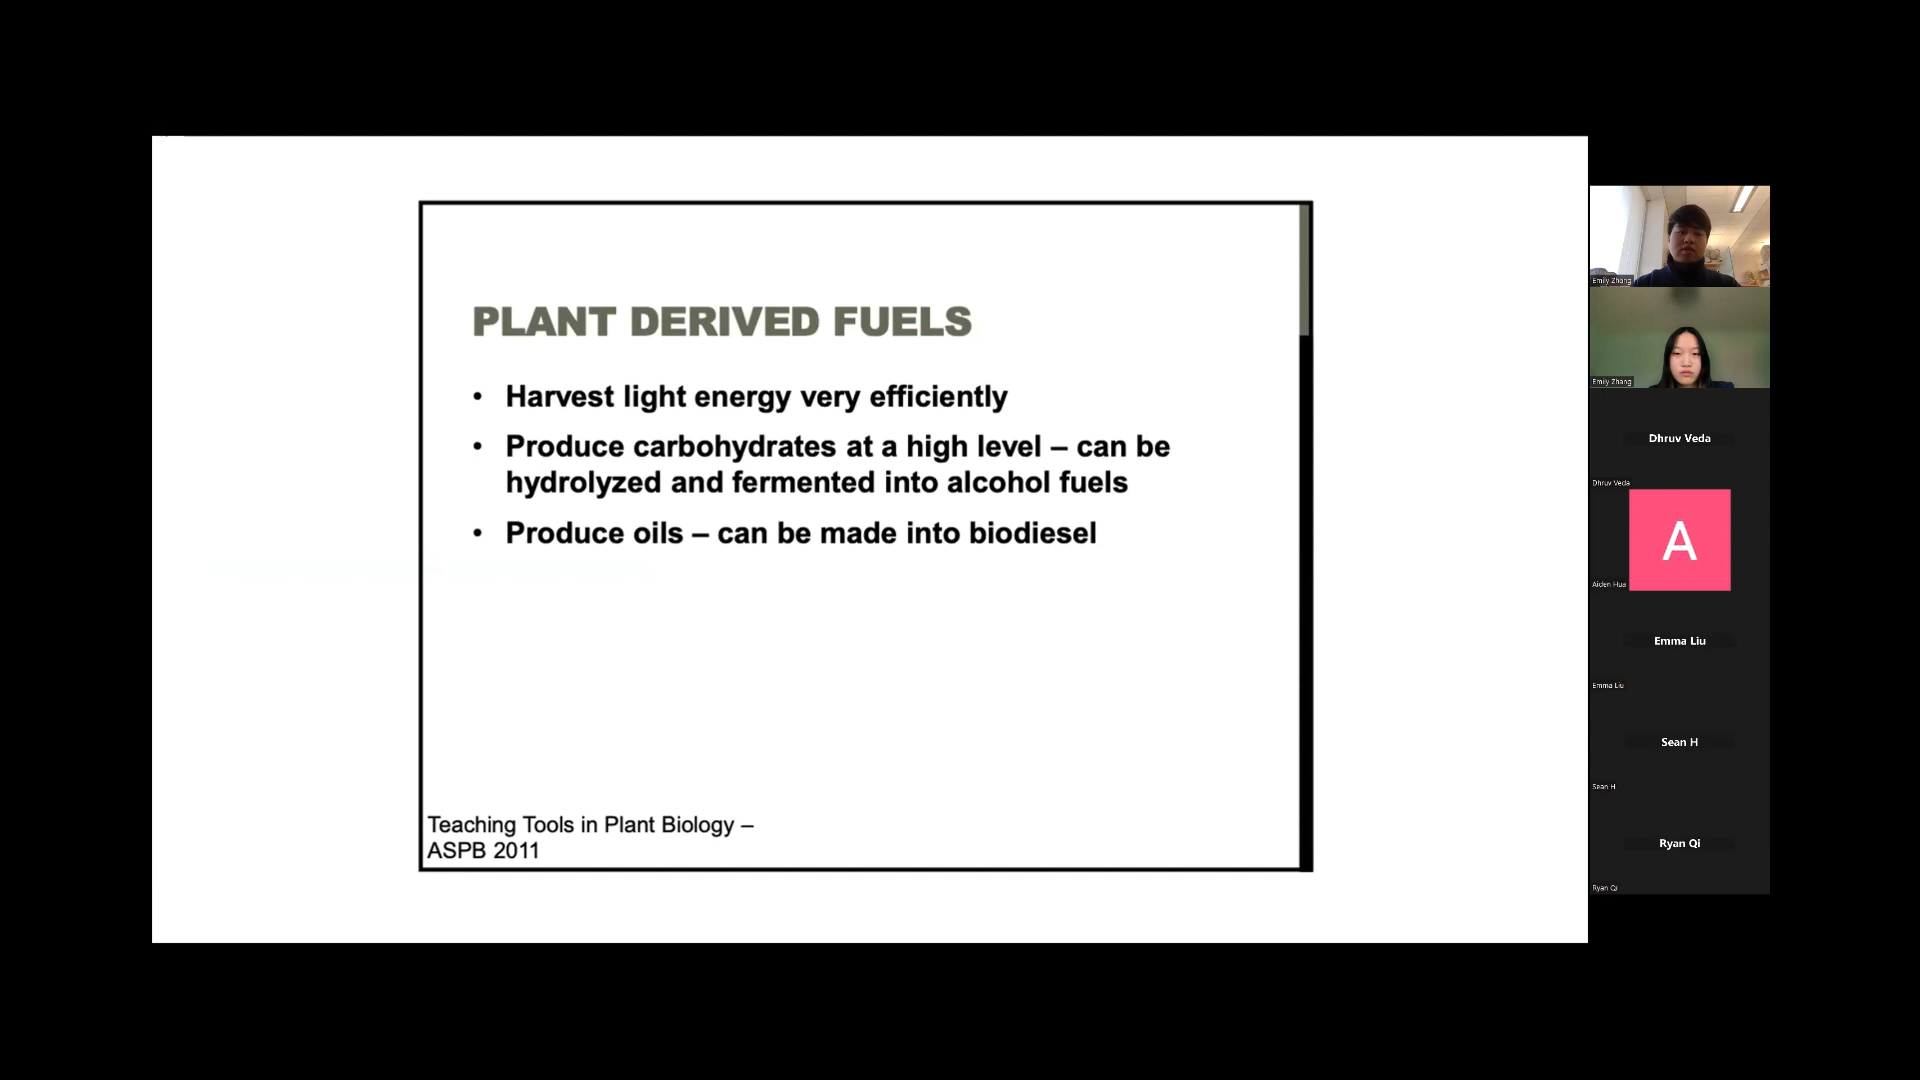 PLANT DERIVED FUELS
• Harvest light energy very efficiently
• Produce carbohydrates at a high level – can be
hydrolyzed and fermented into alcohol fuels
• Produce oils – can be made into biodiesel
Teaching Tools in Plant Biology –
ASPB 2011
Emily Zhang
Emily Zhang
Dhruv Veda
Dhruv Veda
A
Aiden Hua
Emma Liu
Emma Liu
Sean H
Sean H
Ryan Qi
Ryan Qi